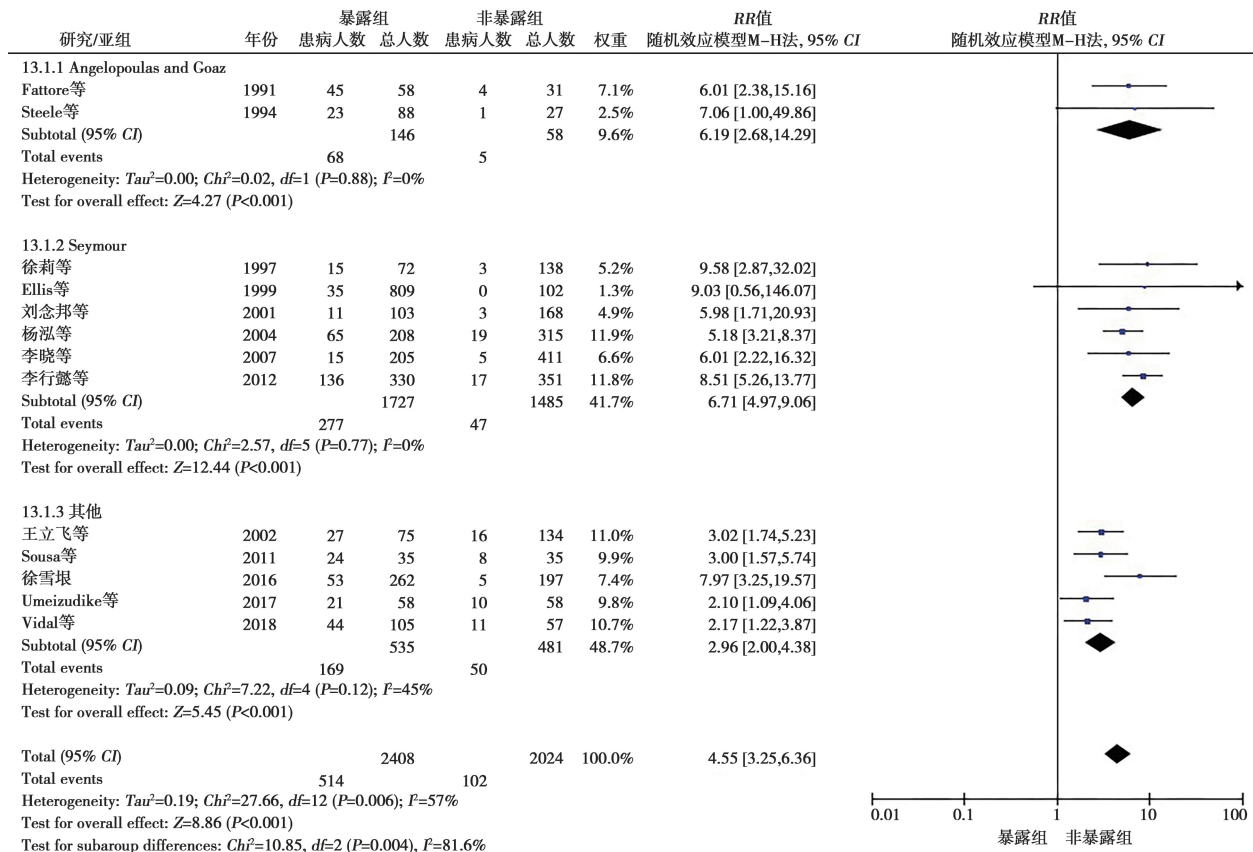 暴露组 非暴露组 RR值 RR值
研究/亚组 年份 患病人数 总人数 患病人数 总人数 权重 随机效应模型M-H法, 95% CI 随机效应模型M-H法, 95% CI
13.1.1 Angelopoulas and Goaz
Fattore等 1991 45 58 4 31 7.1% 6.01 [2.38,15.16]
Steele等 1994 23 88 1 27 2.5% 7.06 [1.00,49.86]
Subtotal (95% CI) 146 58 9.6% 6.19 [2.68,14.29]
Total events 68 5
Heterogeneity: Tau²=0.00; Chi²=0.02, df=1 (P=0.88); I²=0%
Test for overall effect: Z=4.27 (P<0.001)
13.1.2 Seymour
徐莉等 1997 15 72 3 138 5.2% 9.58 [2.87,32.02]
Ellis等 1999 35 809 0 102 1.3% 9.03 [0.56,146.07]
刘念邦等 2001 11 103 3 168 4.9% 5.98 [1.71,20.93]
杨泓等 2004 65 208 19 315 11.9% 5.18 [3.21,8.37]
李晓等 2007 15 205 5 411 6.6% 6.01 [2.22,16.32]
李行懿等 2012 136 330 17 351 11.8% 8.51 [5.26,13.77]
Subtotal (95% CI) 1727 1485 41.7% 6.71 [4.97,9.06]
Total events 277 47
Heterogeneity: Tau²=0.00; Chi²=2.57, df=5 (P=0.77); I²=0%
Test for overall effect: Z=12.44 (P<0.001)
13.1.3 其他
王立飞等 2002 27 75 16 134 11.0% 3.02 [1.74,5.23]
Sousa等 2011 24 35 8 35 9.9% 3.00 [1.57,5.74]
徐雪垠 2016 53 262 5 197 7.4% 7.97 [3.25,19.57]
Umeizudike等 2017 21 58 10 58 9.8% 2.10 [1.09,4.06]
Vidal等 2018 44 105 11 57 10.7% 2.17 [1.22,3.87]
Subtotal (95% CI) 535 481 48.7% 2.96 [2.00,4.38]
Total events 169 50
Heterogeneity: Tau²=0.09; Chi²=7.22, df=4 (P=0.12); I²=45%
Test for overall effect: Z=5.45 (P<0.001)
Total (95% CI) 2408 2024 100.0% 4.55 [3.25,6.36]
Total events 514 102
Heterogeneity: Tau²=0.19; Chi²=27.66, df=12 (P=0.006); I²=57%
Test for overall effect: Z=8.86 (P<0.001)
Test for subaroup differences: Chi²=10.85, df=2 (P=0.004), I²=81.6%
0.01 0.1 1 10 100
暴露组 非暴露组